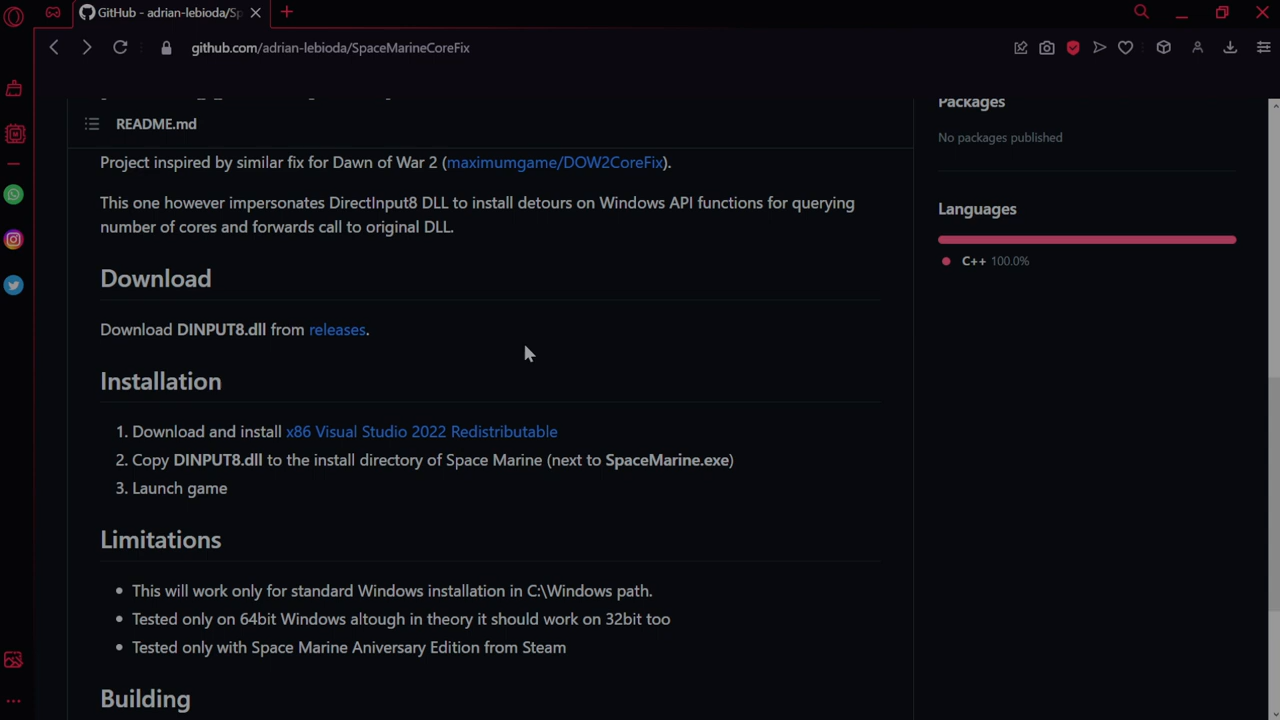 GitHub - adrian-lebioda/Sp
github.com/adrian-lebioda/SpaceMarineCoreFix
README.md
Project inspired by similar fix for Dawn of War 2 (maximumgame/DOW2CoreFix).
This one however impersonates DirectInput8 DLL to install detours on Windows API functions for querying
number of cores and forwards call to original DLL.
Download
Download DINPUT8.dll from releases.
Installation
1. Download and install x86 Visual Studio 2022 Redistributable
2. Copy DINPUT8.dll to the install directory of Space Marine (next to SpaceMarine.exe)
3. Launch game
Limitations
• This will work only for standard Windows installation in C:\Windows path.
• Tested only on 64bit Windows altough in theory it should work on 32bit too
• Tested only with Space Marine Aniversary Edition from Steam
Building
Packages
No packages published
Languages
C++ 100.0%